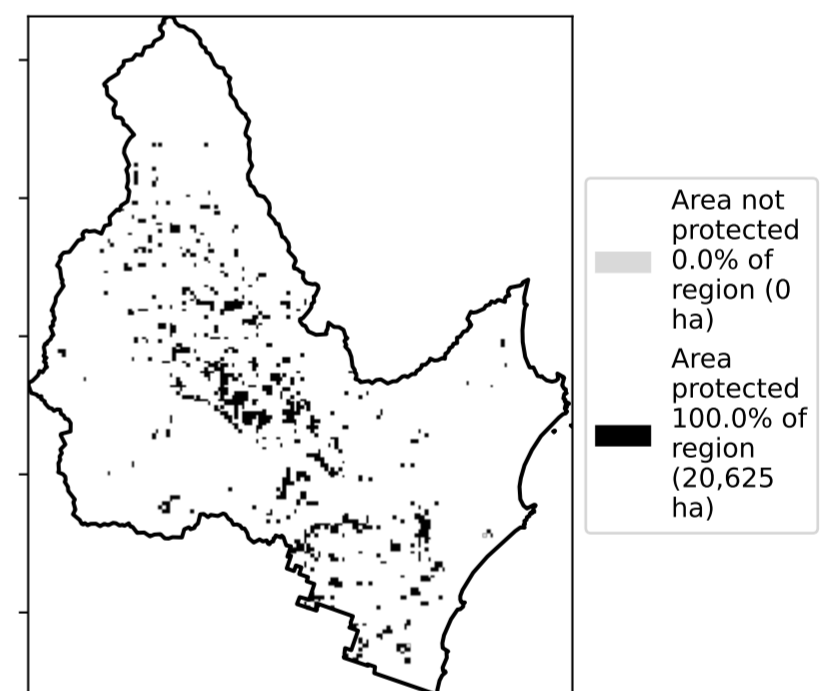 Area not
protected
0.0% of
region (0
ha)
Area
protected
100.0% of
region
(20,625
ha)